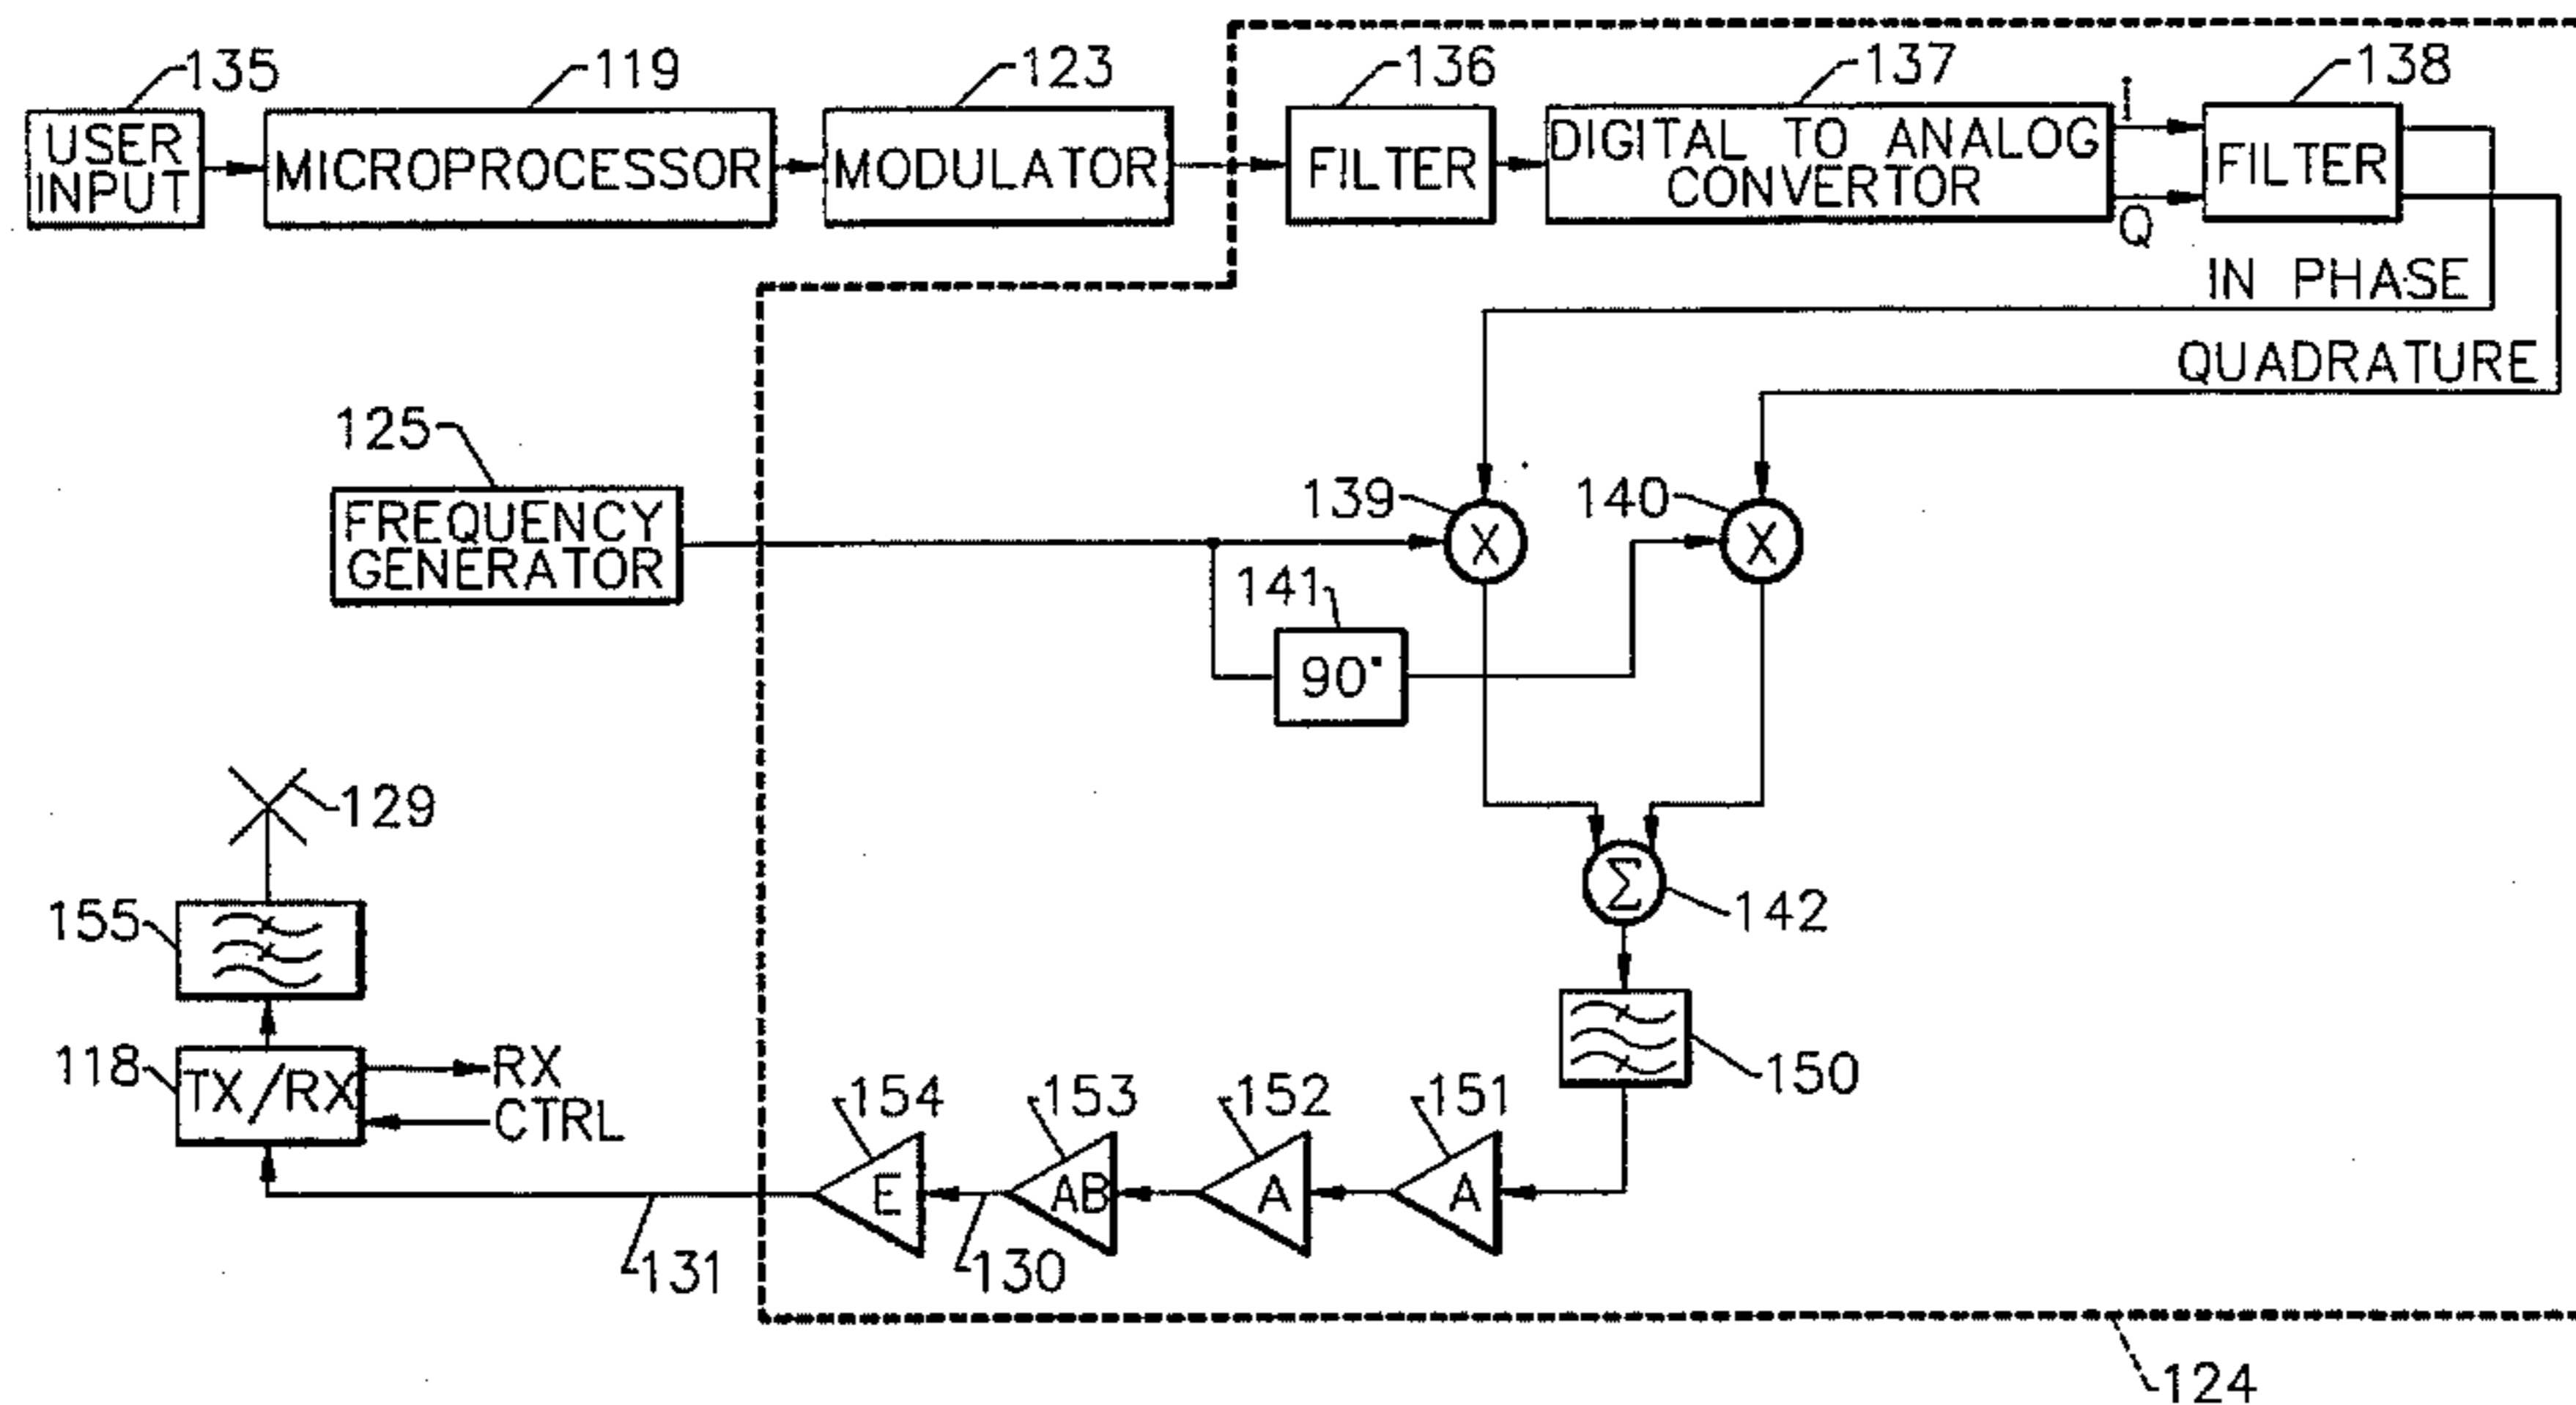 135
119
123
136
137
138
USER
INPUT
MICROPROCESSOR
MODULATOR
FILTER
DIGITAL TO ANALOG
CONVERTOR
I
Q
FILTER
IN PHASE
QUADRATURE
125
FREQUENCY
GENERATOR
139
X
140
X
141
90°
129
155
Σ
142
118
TX/RX
RX
CTRL
150
154
153
152
151
E
AB
A
A
131
130
124